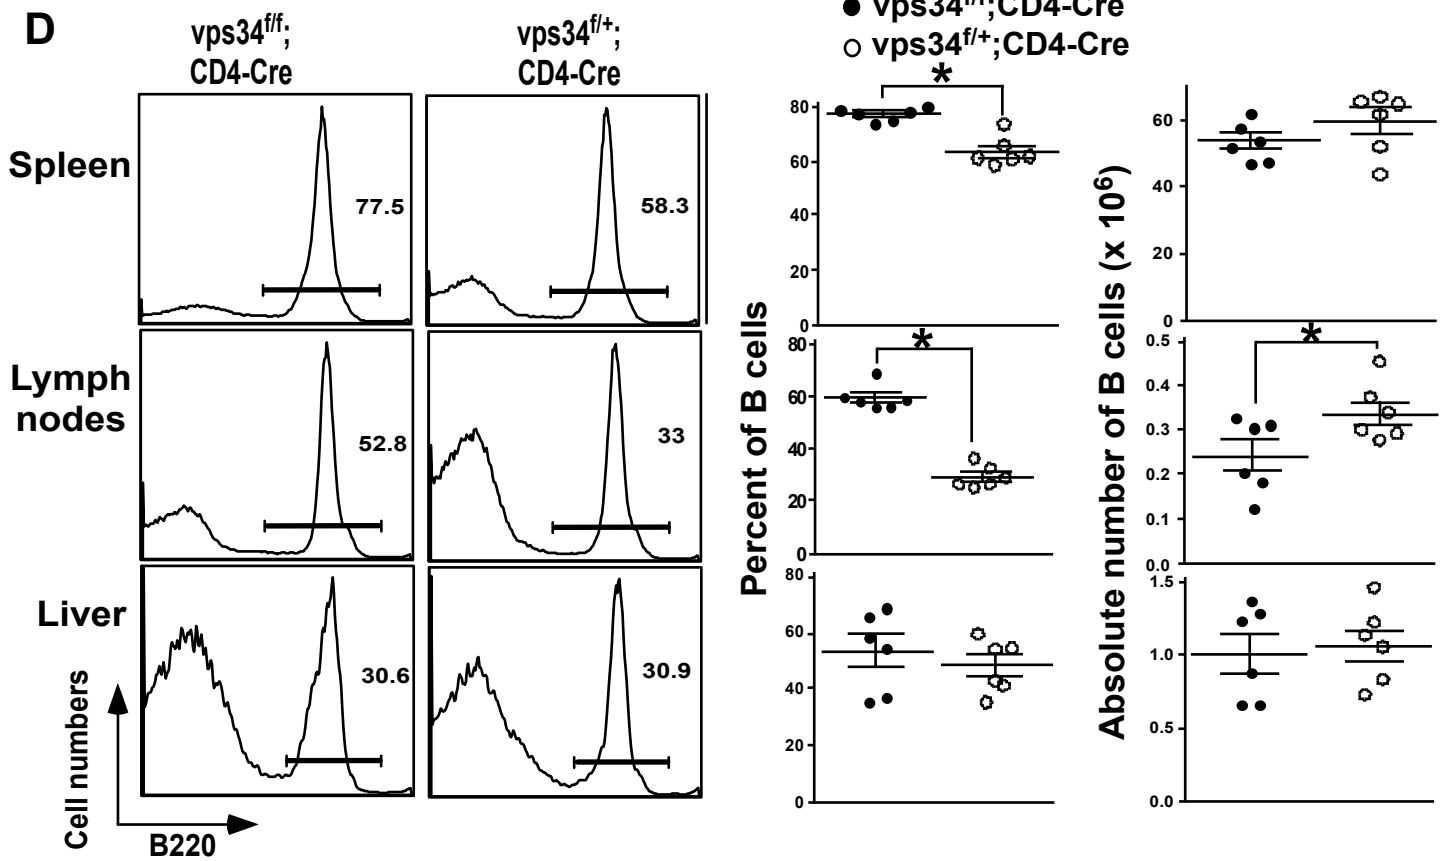 D
vps34f/f;
CD4-Cre
vps34f/+;
CD4-Cre
;CD4-Cre
vps34f/+;CD4-Cre
Spleen
77.5
58.3
Lymph
nodes
52.8
33
Liver
30.6
30.9
Cell numbers
B220
Percent of B cells
80
60
40
20
0
*
80
60
40
20
0
*
80
60
40
20
0
Absolute number of B cells (x 10⁶)
60
40
20
0
0.5
0.4
0.3
0.2
0.1
0.0
*
1.5
1.0
0.5
0.0